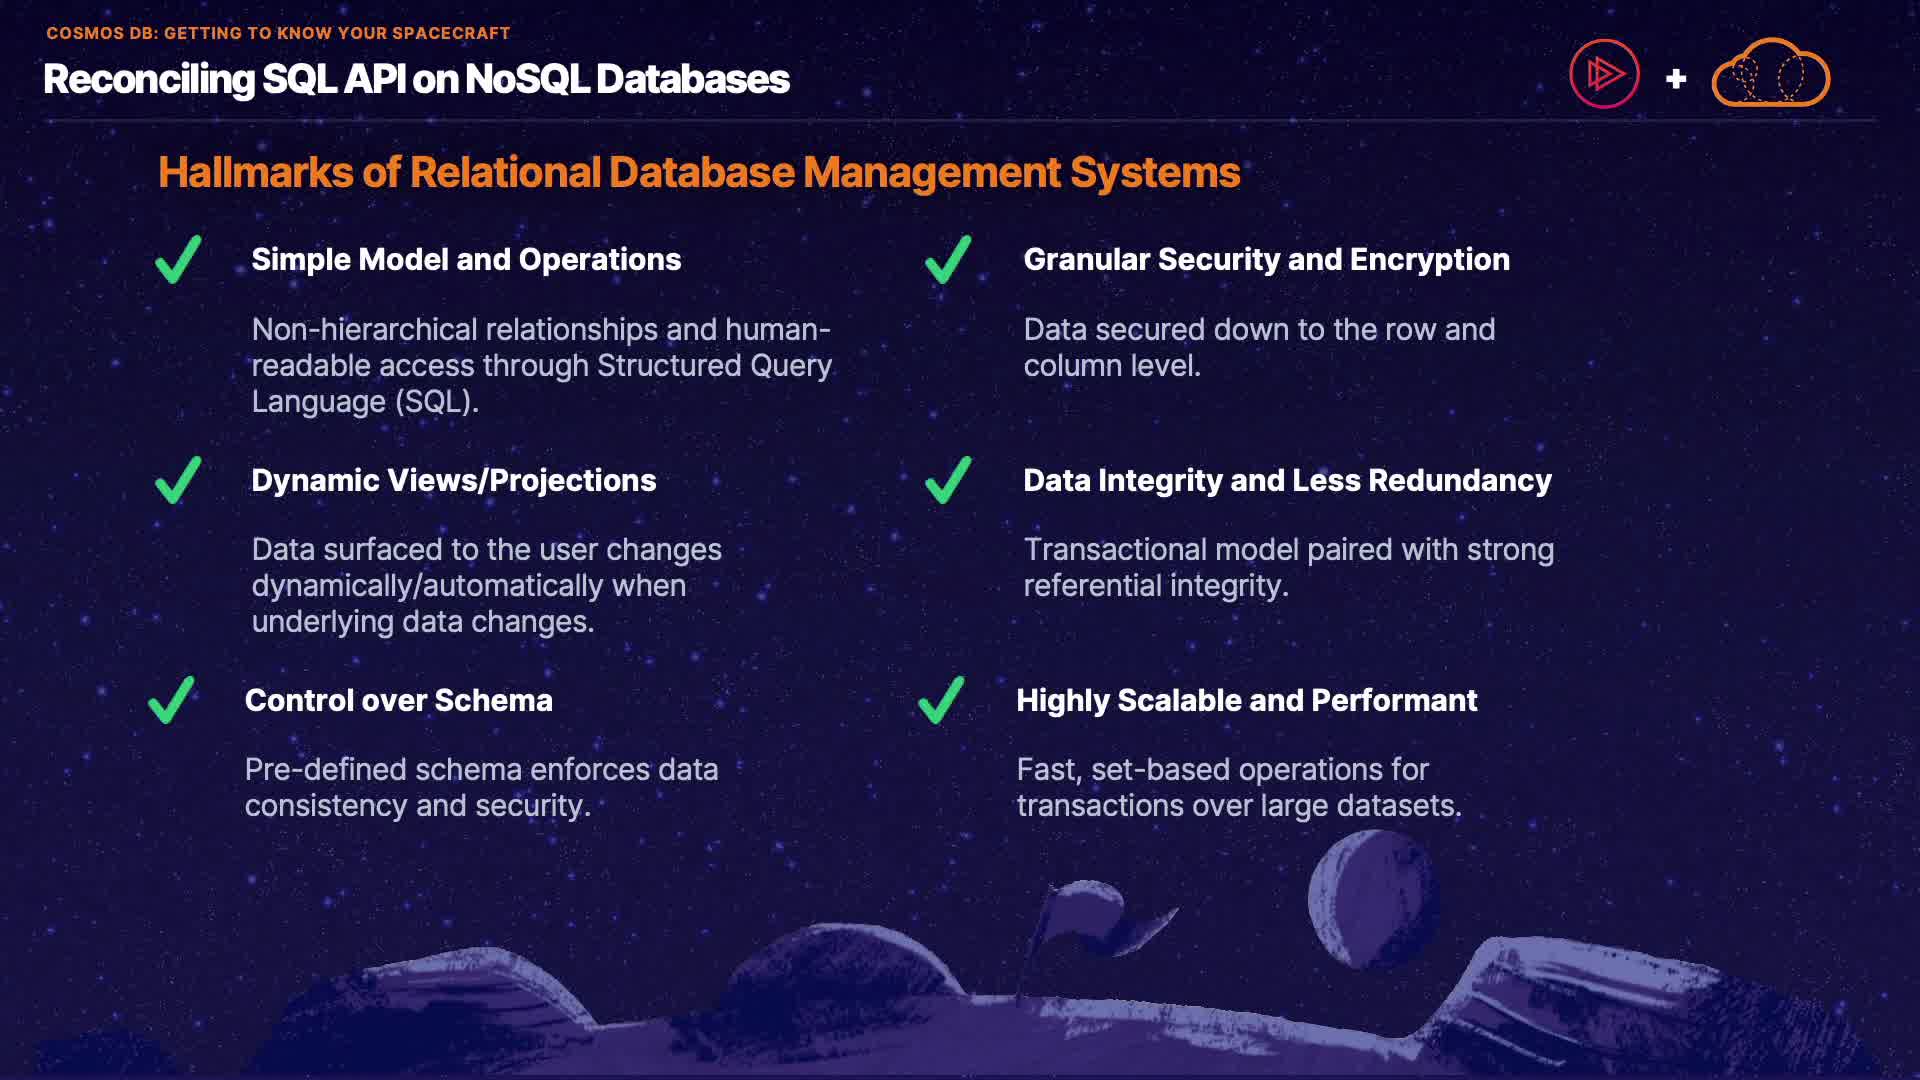 COSMOS DB: GETTING TO KNOW YOUR SPACECRAFT
Reconciling SQL API on NoSQL Databases
+
Hallmarks of Relational Database Management Systems
Simple Model and Operations
Non-hierarchical relationships and human-
readable access through Structured Query
Language (SQL).
Granular Security and Encryption
Data secured down to the row and
column level.
Dynamic Views/Projections
Data surfaced to the user changes
dynamically/automatically when
underlying data changes.
Data Integrity and Less Redundancy
Transactional model paired with strong
referential integrity.
Control over Schema
Pre-defined schema enforces data
consistency and security.
Highly Scalable and Performant
Fast, set-based operations for
transactions over large datasets.